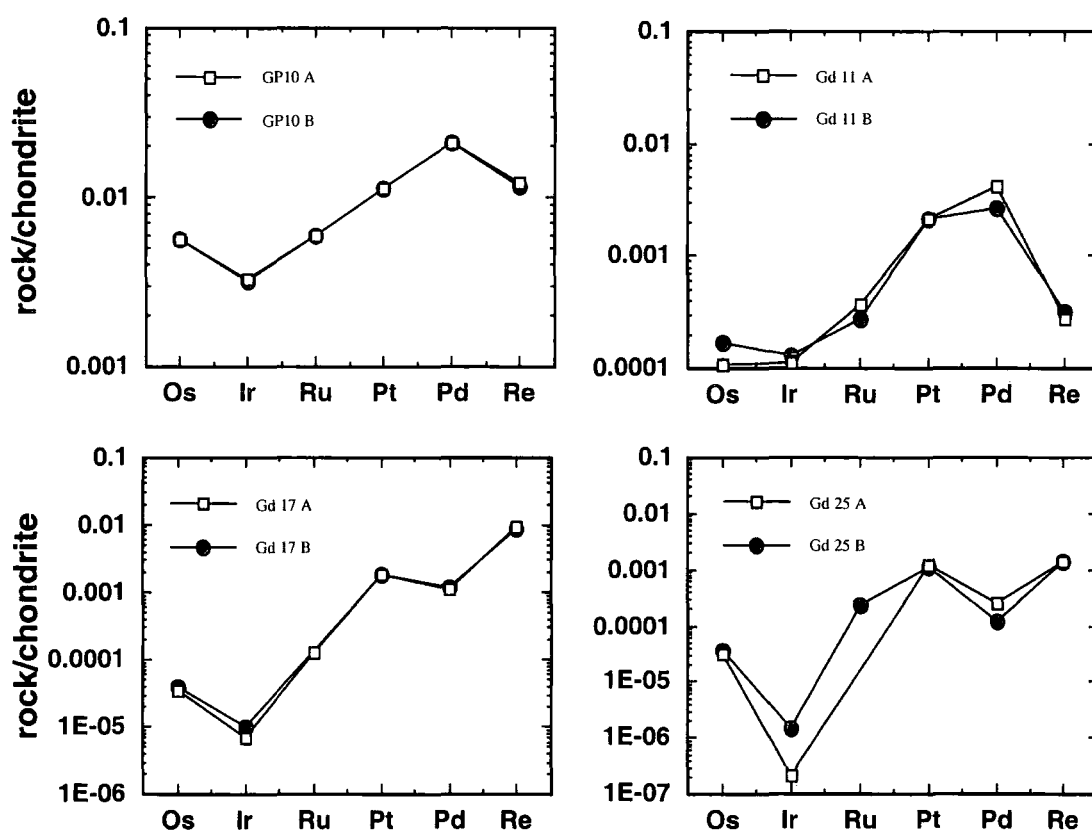 rock/chondrite
0.1
0.01
0.001
GP10 A
GP10 B
Os Ir Ru Pt Pd Re
0.1
0.01
0.001
0.0001
Gd 11 A
Gd 11 B
Os Ir Ru Pt Pd Re
rock/chondrite
0.1
0.01
0.001
0.0001
1E-05
1E-06
Gd 17 A
Gd 17 B
Os Ir Ru Pt Pd Re
0.1
0.01
0.001
0.0001
1E-05
1E-06
1E-07
Gd 25 A
Gd 25 B
Os Ir Ru Pt Pd Re